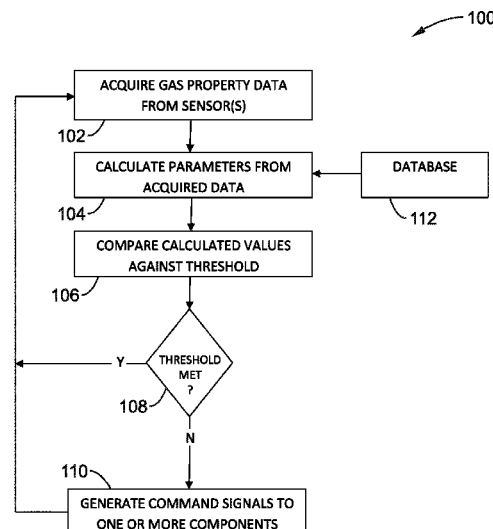 100
ACQUIRE GAS PROPERTY DATA
FROM SENSOR(S)
102
CALCULATE PARAMETERS FROM
ACQUIRED DATA
104
DATABASE
112
COMPARE CALCULATED VALUES
AGAINST THRESHOLD
106
Y
THRESHOLD
MET
?
108
N
110
GENERATE COMMAND SIGNALS TO
ONE OR MORE COMPONENTS